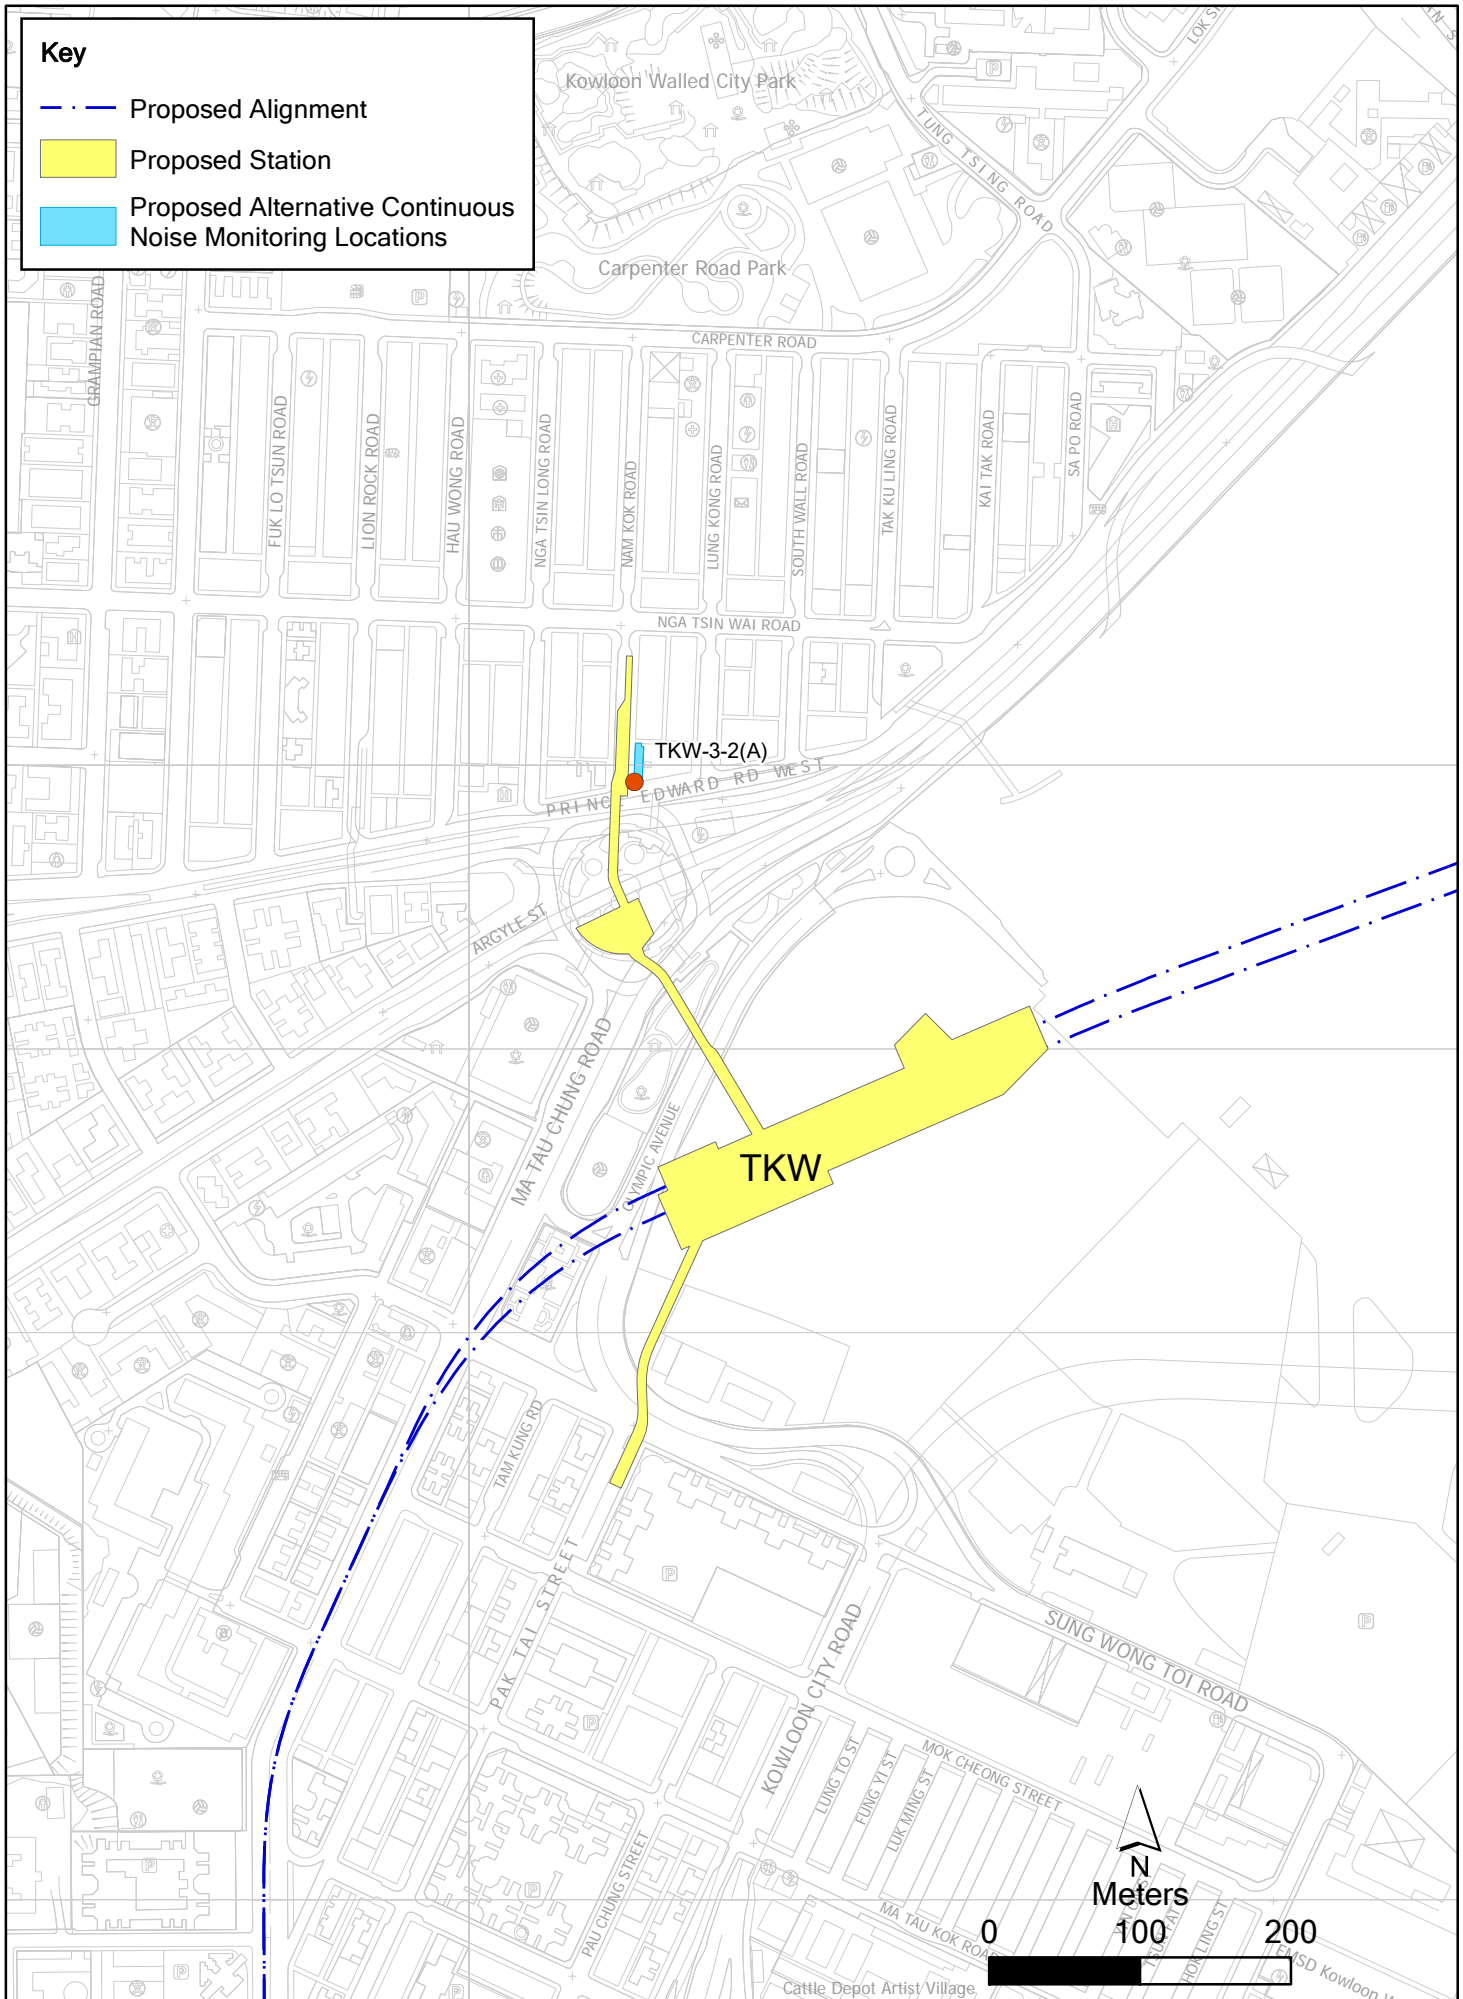 Key
Proposed Alignment
Proposed Station
Proposed Alternative Continuous
Noise Monitoring Locations
Kowloon Walled City Park
TUNG TSING ROAD
Carpenter Road Park
CARPENTER ROAD
GRAMPIAN ROAD
FUK LO TSUN ROAD
LION ROCK ROAD
HAU WONG ROAD
NGA TSIN LONG ROAD
NAM KOK ROAD
LUNG KONG ROAD
SOUTH WALL ROAD
TAK KU LING ROAD
KAI TAK ROAD
SA PO ROAD
NGA TSIN WAI ROAD
TKW-3-2(A)
PRINCE EDWARD RD WEST
ARGYLE ST
MA TAU CHUNG ROAD
OLYMPIC AVENUE
TKW
TAM KUNG RD
PAK TAI STREET
KOWLOON CITY ROAD
SUNG WONG TOI ROAD
MOK CHEONG STREET
LUNG TO ST
FUNG YI ST
LUK MING ST
PAU CHUNG STREET
MA TAU KOK ROAD
HOK LING ST
Cattle Depot Artist Village
EMSD Kowloon
N
Meters
0 100 200